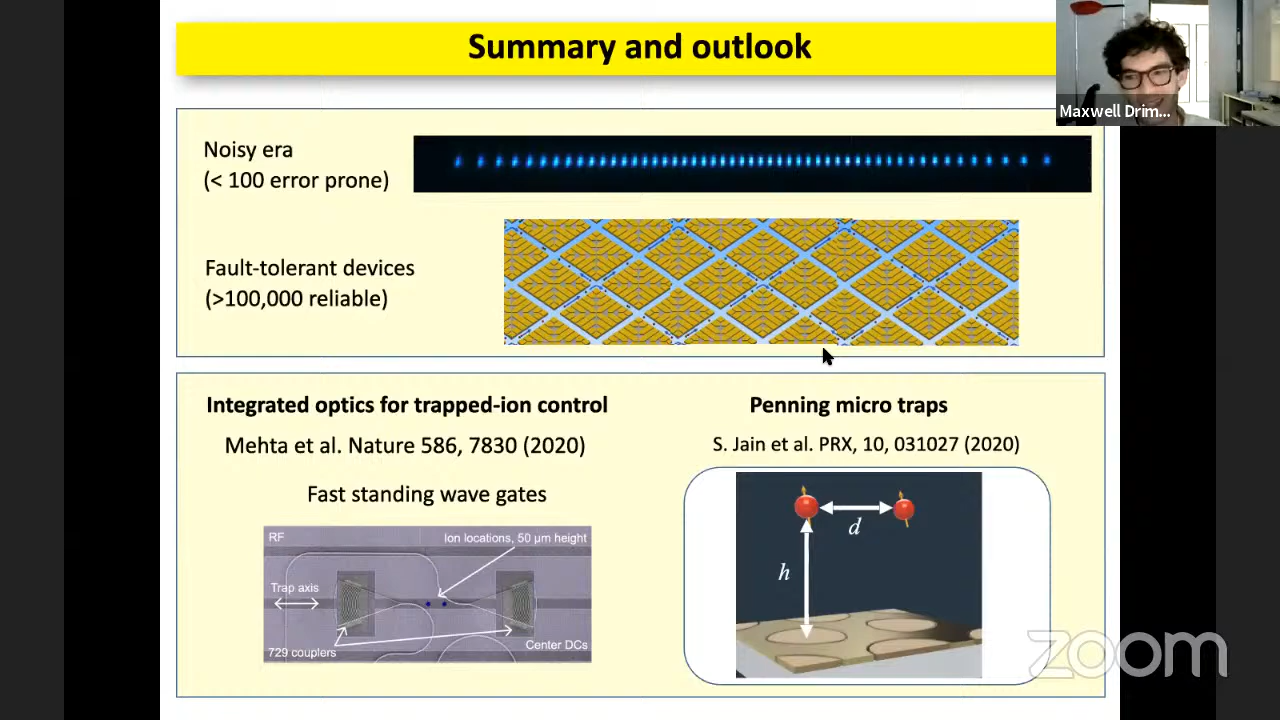 Summary and outlook
Maxwell Drim...
Noisy era
(< 100 error prone)
Fault-tolerant devices
(>100,000 reliable)
Integrated optics for trapped-ion control
Mehta et al. Nature 586, 7830 (2020)
Fast standing wave gates
RF
Ion locations, 50 μm height
Trap axis
729 couplers
Center DCs
Penning micro traps
S. Jain et al. PRX, 10, 031027 (2020)
d
h
zoom